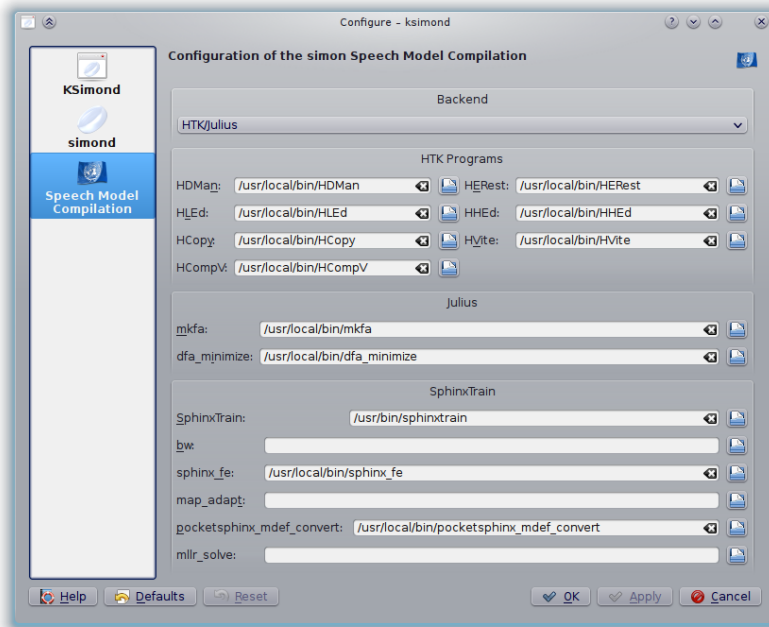 Configure – ksimond
KSimond
simond
Speech Model
Compilation
Configuration of the simon Speech Model Compilation
Backend
HTK/Julius
HTK Programs
HDMan: /usr/local/bin/HDMan HERest: /usr/local/bin/HERest
HLEd: /usr/local/bin/HLEd HHEd: /usr/local/bin/HHEd
HCopy: /usr/local/bin/HCopy HVite: /usr/local/bin/HVite
HCompV: /usr/local/bin/HCompV
Julius
mkfa: /usr/local/bin/mkfa
dfa_minimize: /usr/local/bin/dfa_minimize
SphinxTrain
SphinxTrain: /usr/bin/sphinxtrain
bw:
sphinx_fe: /usr/local/bin/sphinx_fe
map_adapt:
pocketsphinx_mdef_convert: /usr/local/bin/pocketsphinx_mdef_convert
mllr_solve:
Help Defaults Reset OK Apply Cancel